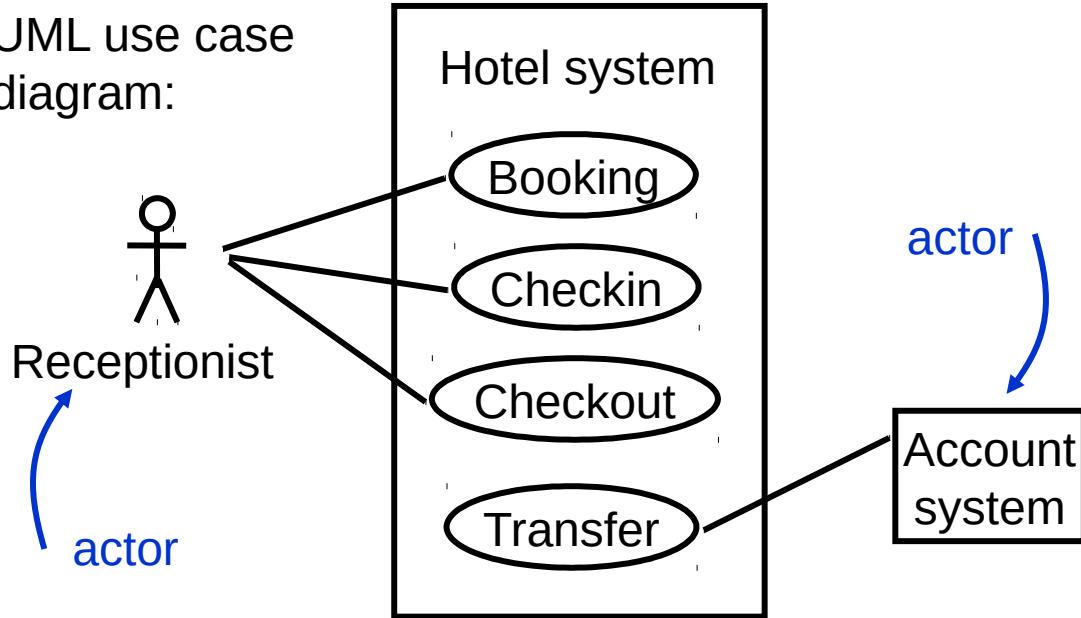 UML use case
diagram:
Hotel system
Booking
Checkin
Checkout
Transfer
Receptionist
actor
actor
Account
system